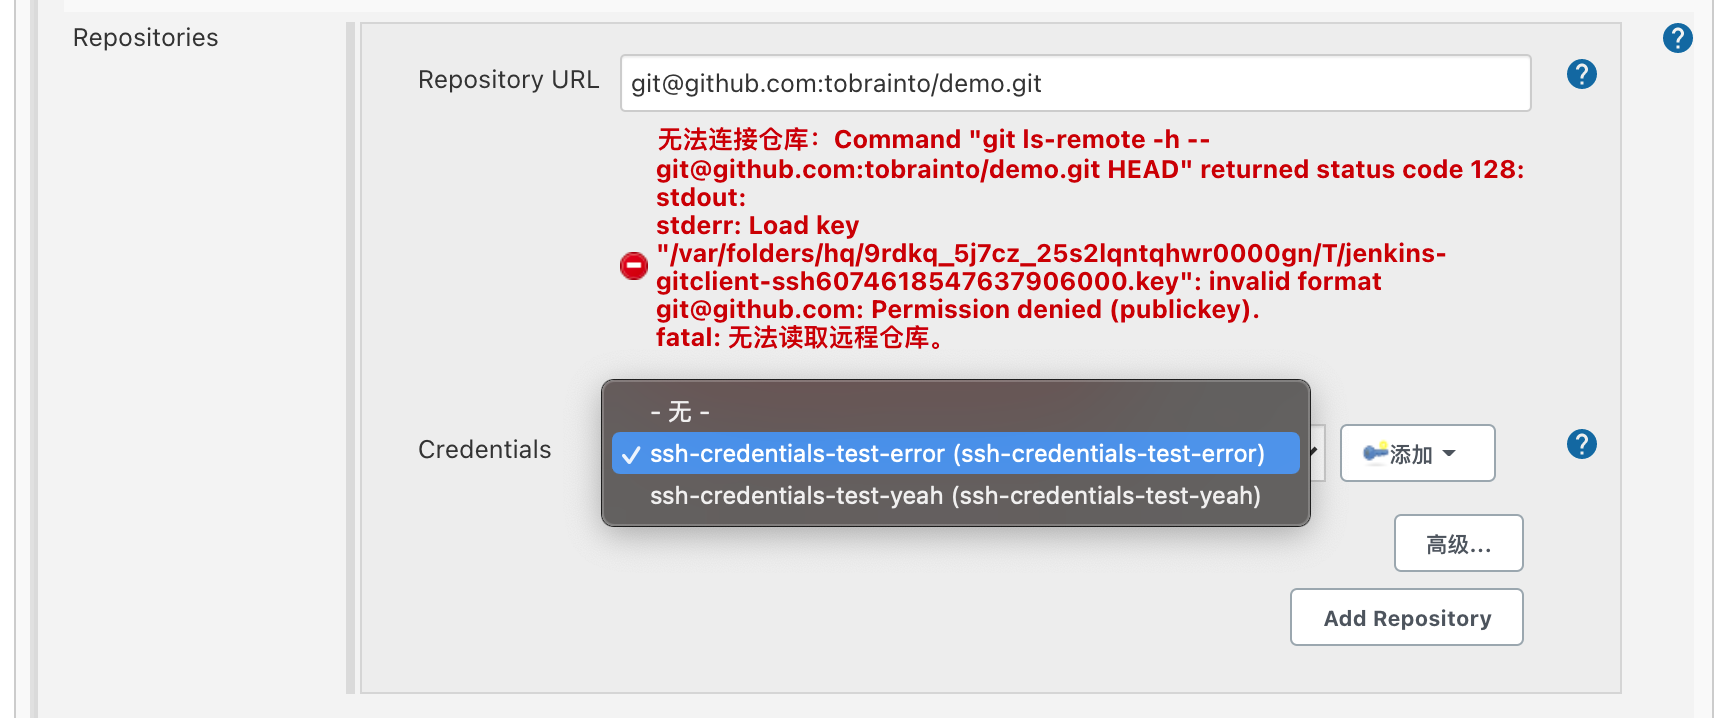 Repositories
Repository URL
git@github.com:tobrainto/demo.git
无法连接仓库：Command "git ls-remote -h --
git@github.com:tobrainto/demo.git HEAD" returned status code 128:
stdout:
stderr: Load key
"/var/folders/hq/9rdkq_5j7cz_25s2lqntqhwr0000gn/T/jenkins-
gitclient-ssh6074618547637906000.key": invalid format
git@github.com: Permission denied (publickey).
fatal: 无法读取远程仓库。
- 无 -
Credentials
✓ ssh-credentials-test-error (ssh-credentials-test-error)
添加
ssh-credentials-test-yeah (ssh-credentials-test-yeah)
高级...
Add Repository